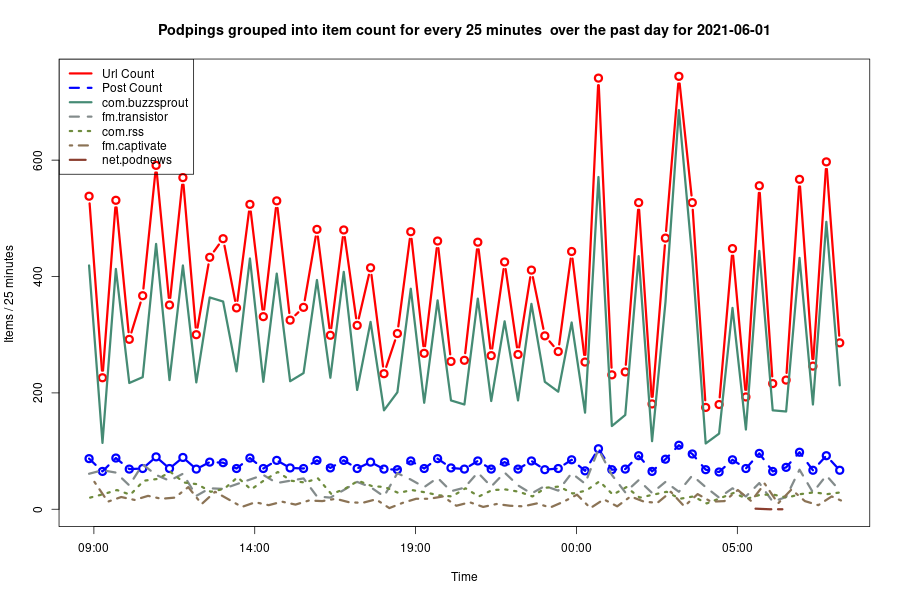 Podpings grouped into item count for every 25 minutes  over the past day for 2021-06-01
Url Count
Post Count
com.buzzsprout
fm.transistor
com.rss
fm.captivate
net.podnews
Items / 25 minutes
600
400
200
0
09:00
14:00
19:00
00:00
05:00
Time